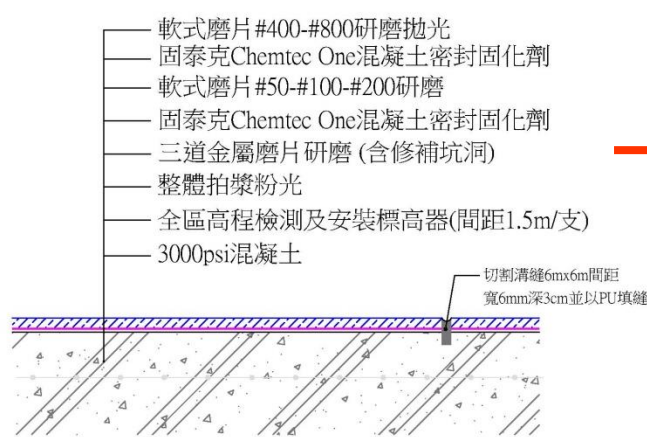 軟式磨片#400-#800研磨拋光
固泰克Chemtec One混凝土密封固化劑
軟式磨片#50-#100-#200研磨
固泰克Chemtec One混凝土密封固化劑
三道金屬磨片研磨 (含修補坑洞)
整體拍漿粉光
全區高程檢測及安裝標高器(間距1.5m/支)
3000psi混凝土
切割溝縫6mx6m間距
寬6mm深3cm並以PU填縫